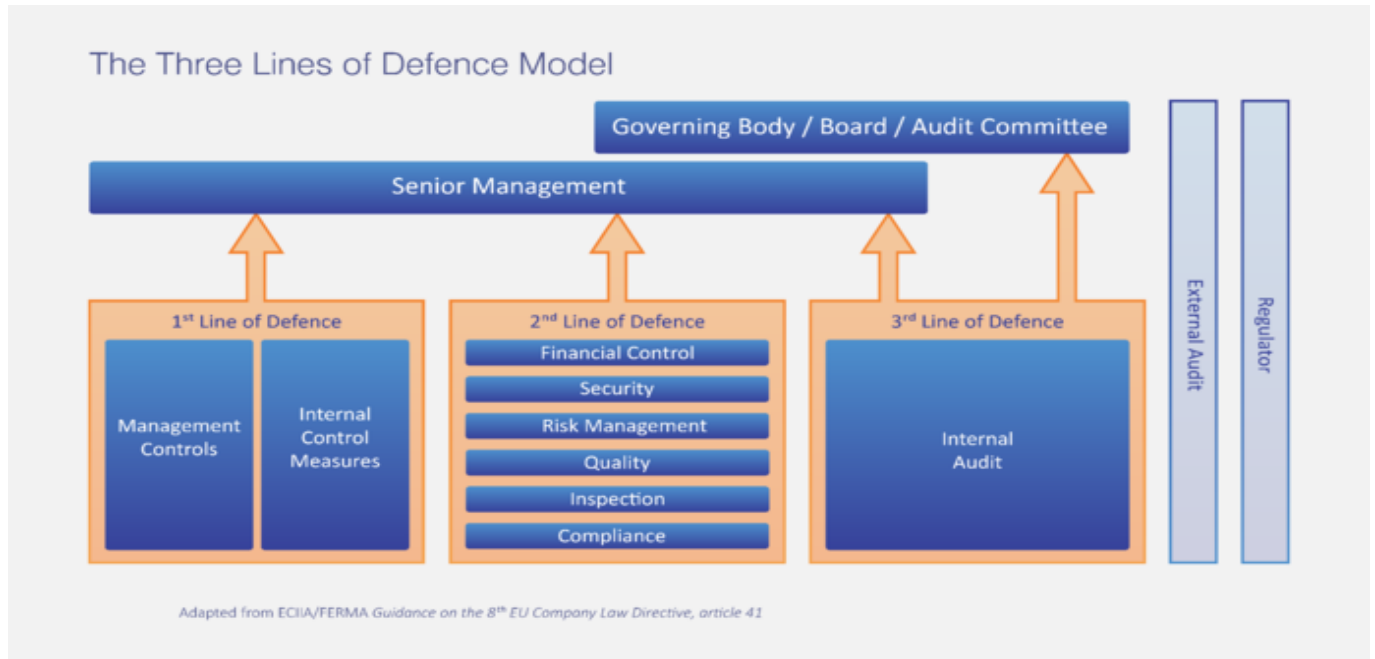 The Three Lines of Defence Model
Governing Body / Board / Audit Committee
Senior Management
1st Line of Defence
Management
Controls
Internal
Control
Measures
2nd Line of Defence
Financial Control
Security
Risk Management
Quality
Inspection
Compliance
3rd Line of Defence
Internal
Audit
External Audit
Regulator
Adapted from ECIIA/FERMA Guidance on the 8th EU Company Law Directive, article 41